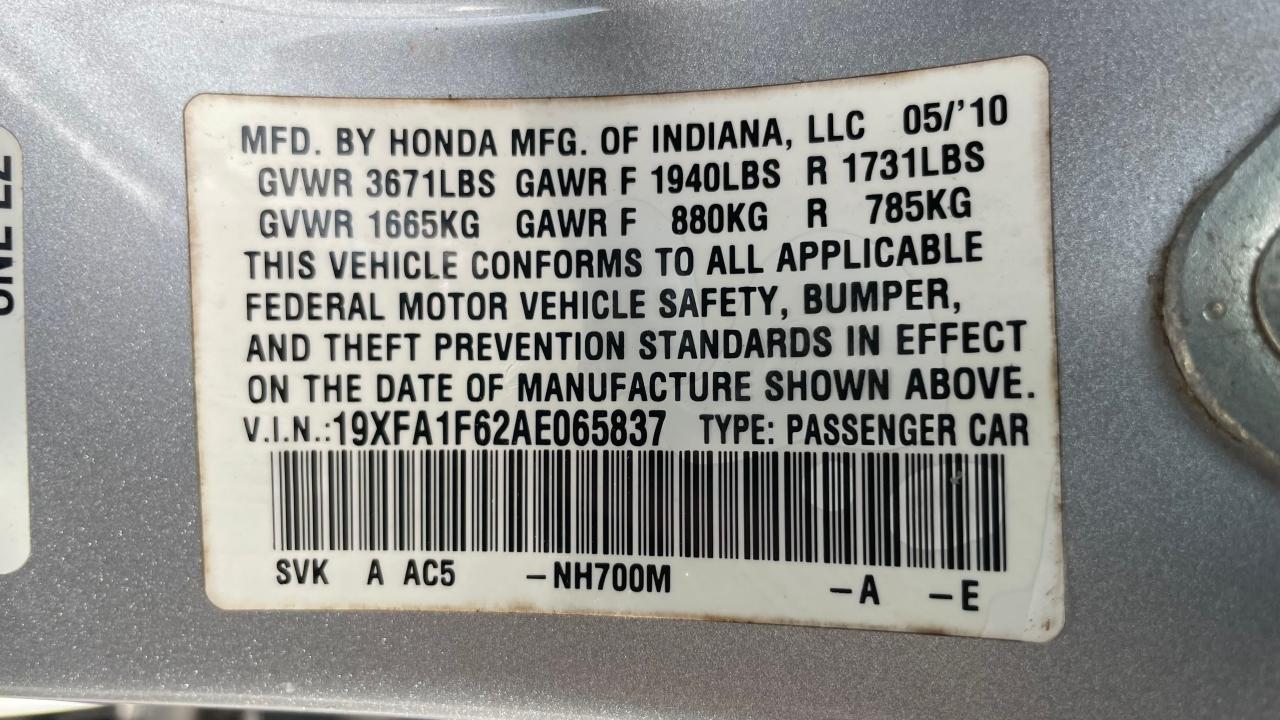 MFD. BY HONDA MFG. OF INDIANA, LLC 05/'10
GVWR 3671LBS GAWR F 1940LBS R 1731LBS
GVWR 1665KG GAWR F 880KG R 785KG
THIS VEHICLE CONFORMS TO ALL APPLICABLE
FEDERAL MOTOR VEHICLE SAFETY, BUMPER,
AND THEFT PREVENTION STANDARDS IN EFFECT
ON THE DATE OF MANUFACTURE SHOWN ABOVE.
V.I.N.:19XFA1F62AE065837 TYPE: PASSENGER CAR
SVK A AC5 -NH700M -A -E